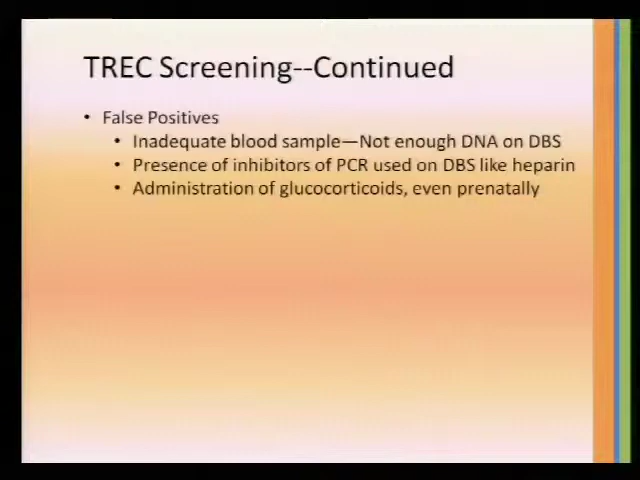 TREC Screening--Continued
• False Positives
• Inadequate blood sample—Not enough DNA on DBS
• Presence of inhibitors of PCR used on DBS like heparin
• Administration of glucocorticoids, even prenatally